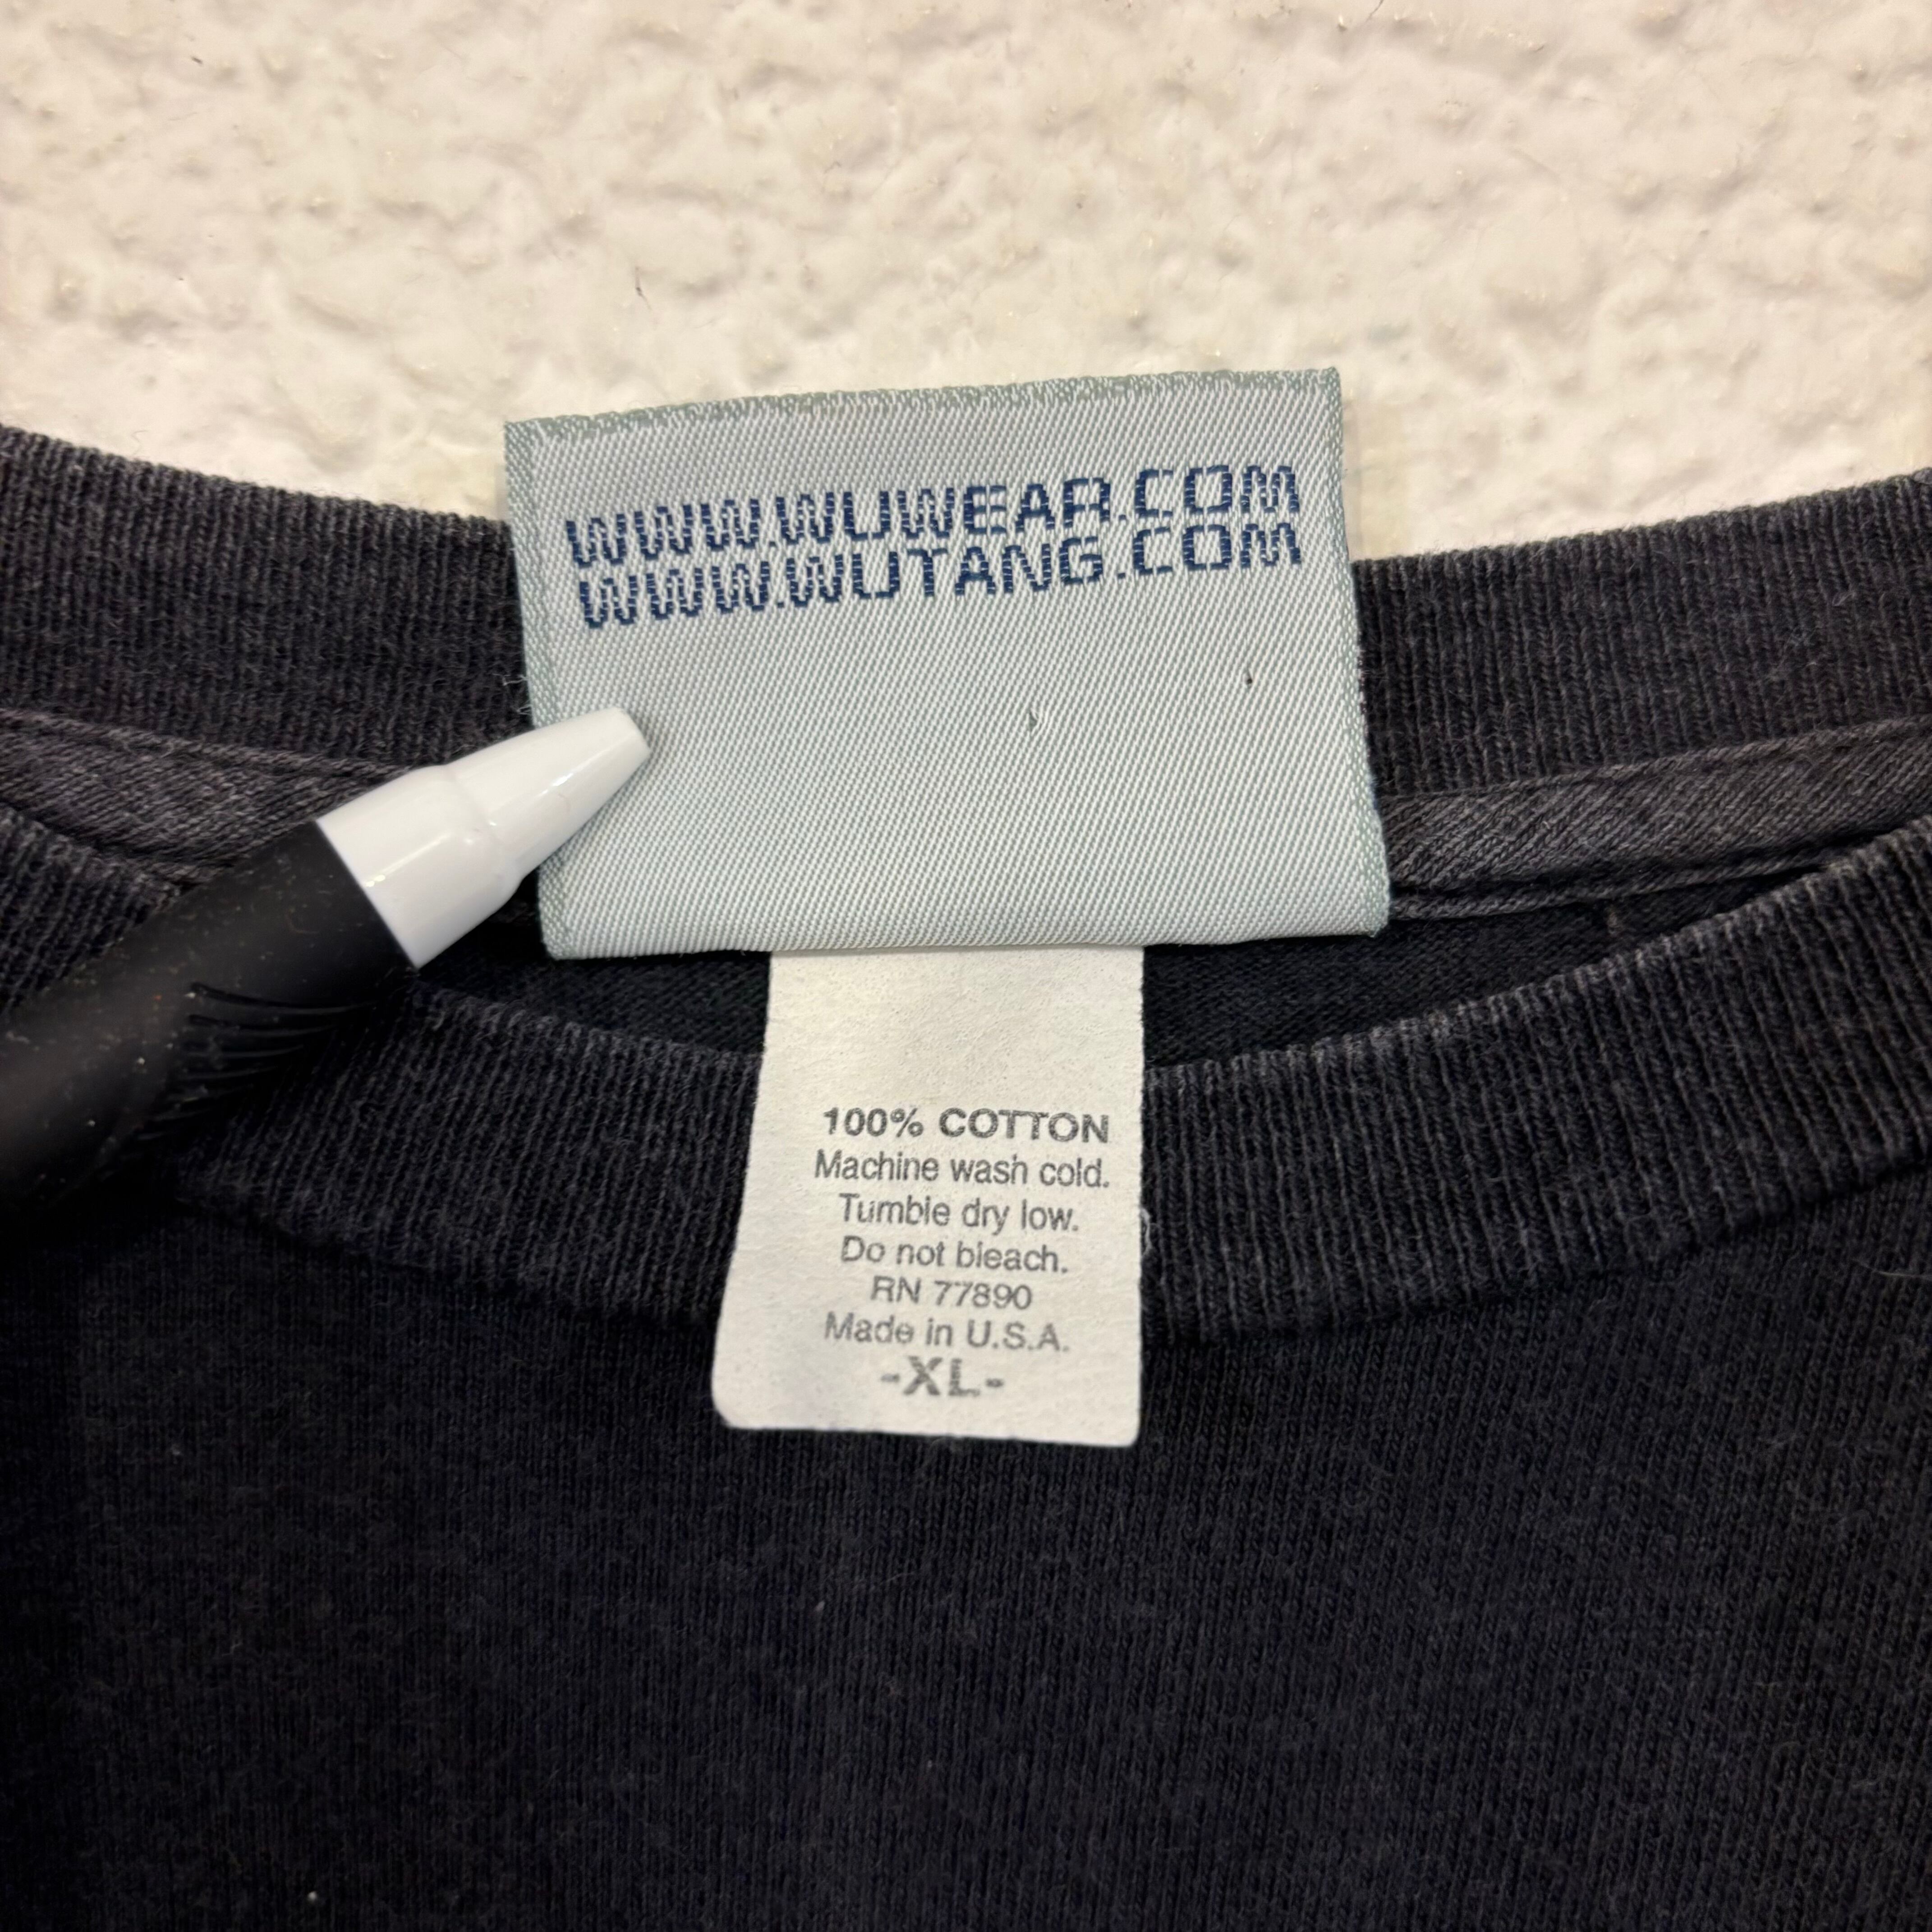 WWW.WUWEAR.COM
WWW.WUTANG.COM
100% COTTON
Machine wash cold.
Tumble dry low.
Do not bleach.
RN 77890
Made in U.S.A.
-XL-